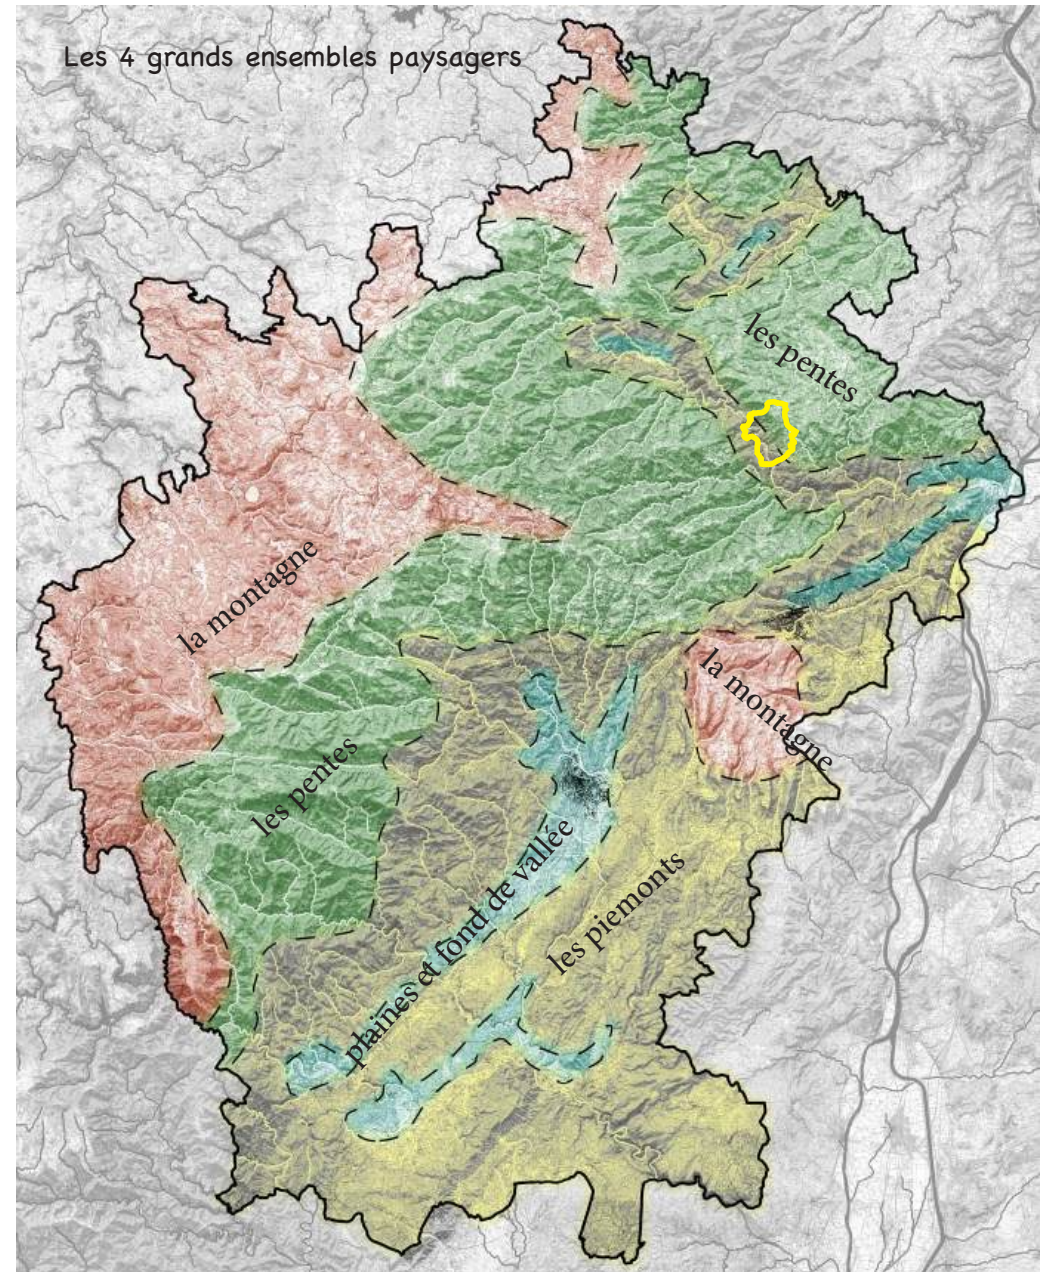 Les 4 grands ensembles paysagers
les pentes
la montagne
la montagne
les pentes
plaines et fond de vallée
les piemonts